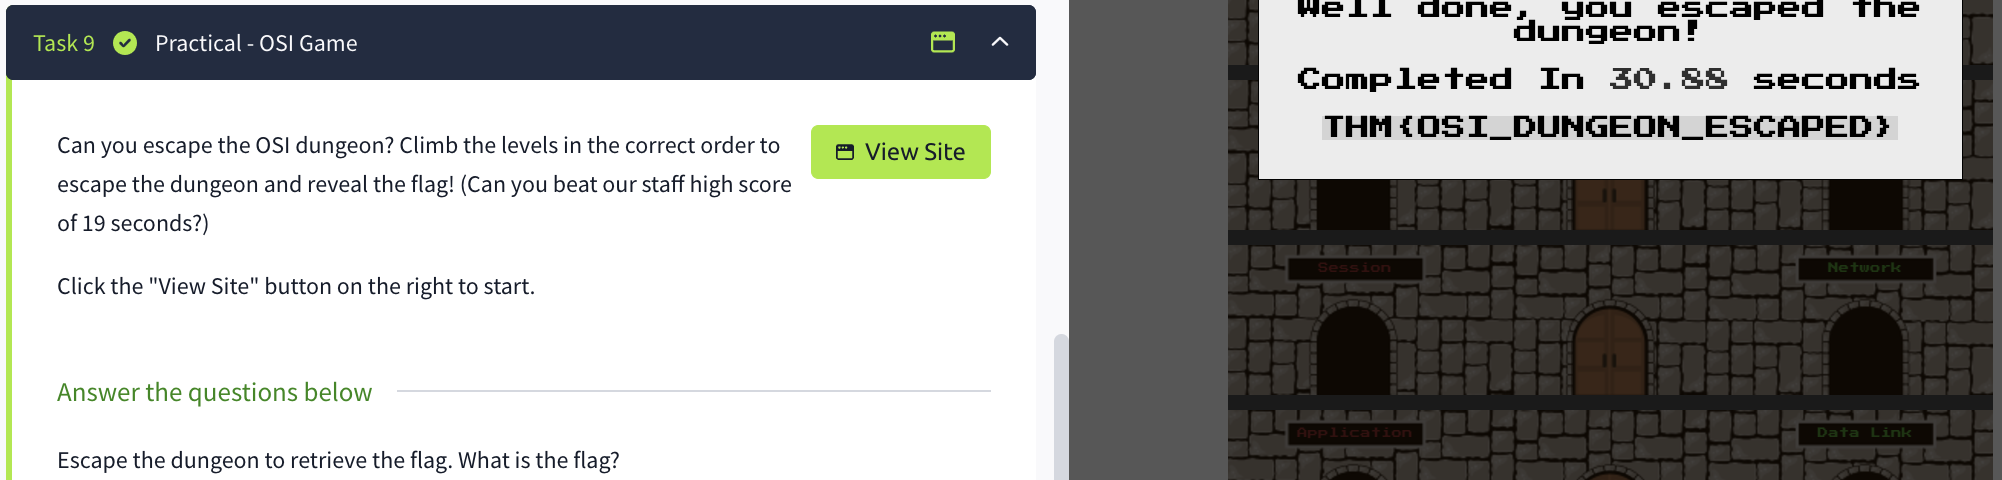 Task 9 Practical - OSI Game
Can you escape the OSI dungeon? Climb the levels in the correct order to
escape the dungeon and reveal the flag! (Can you beat our staff high score
of 19 seconds?)
View Site
Click the "View Site" button on the right to start.
Answer the questions below
Escape the dungeon to retrieve the flag. What is the flag?
Well done, you escaped the
dungeon!
Completed In 30.88 seconds
THM{OSI_DUNGEON_ESCAPED}
Session
Network
Application
Data Link